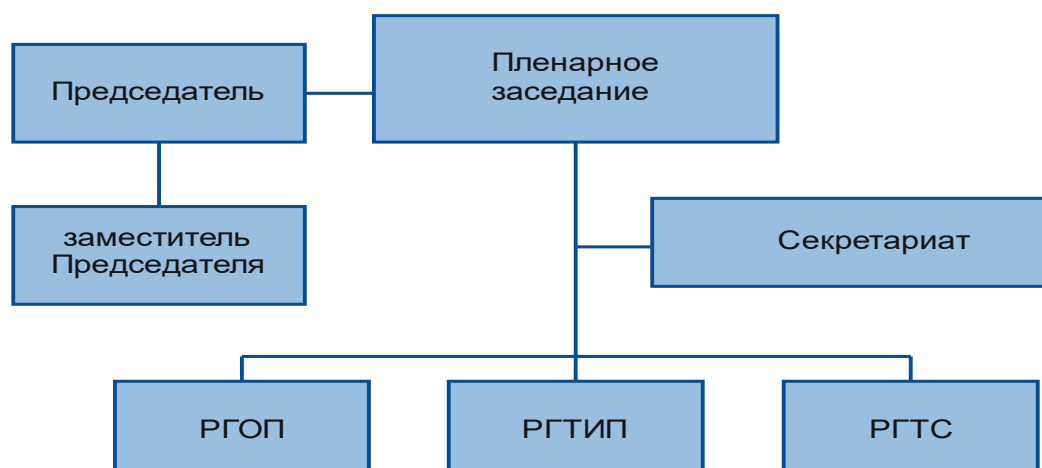 Пленарное
заседание
Председатель
заместитель
Председателя
Секретариат
РГОП
РГТИП
РГТС